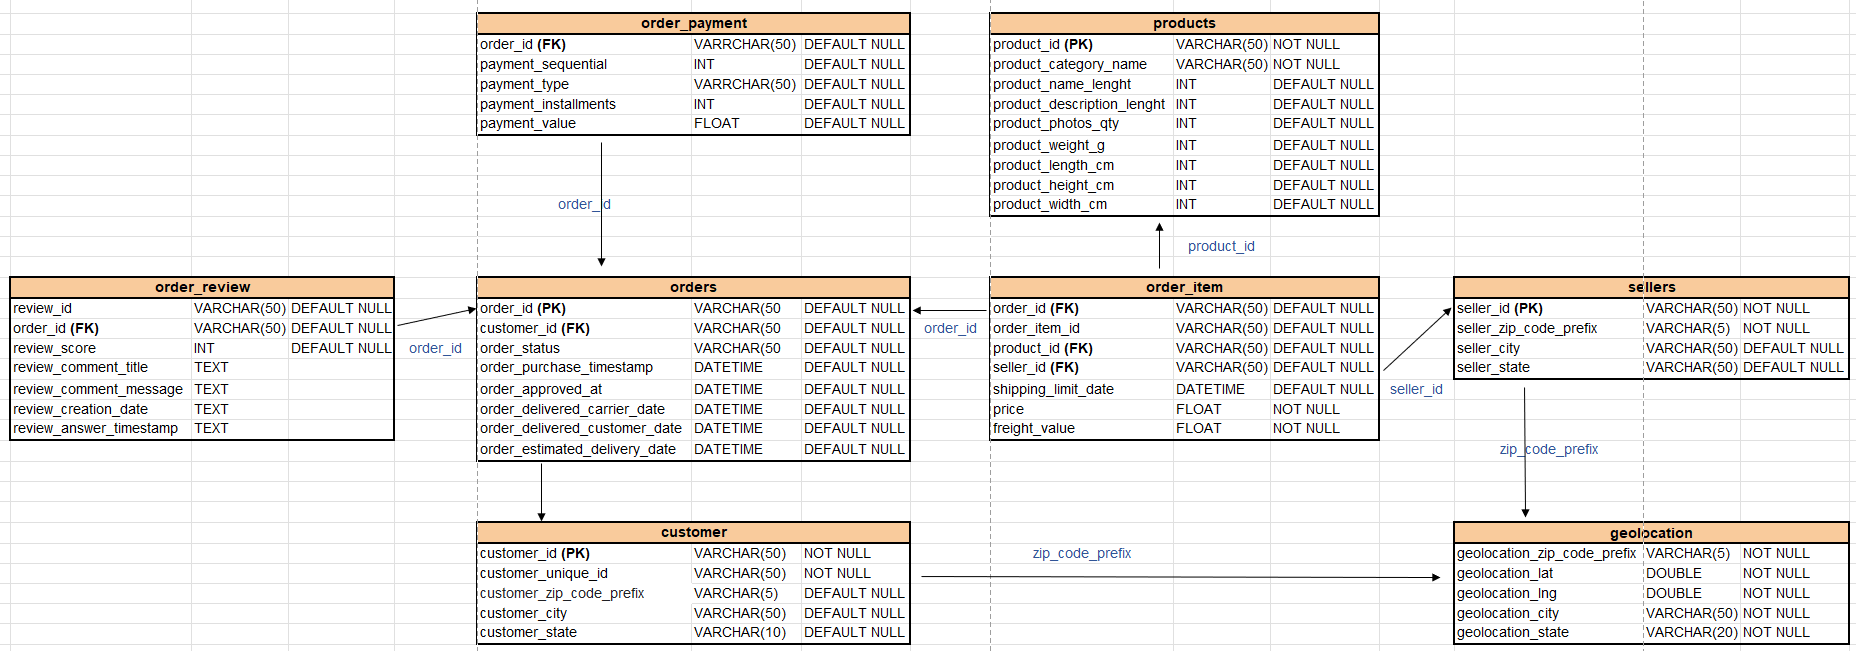 order_payment
order_id (FK) VARRCHAR(50) DEFAULT NULL
payment_sequential INT DEFAULT NULL
payment_type VARRCHAR(50) DEFAULT NULL
payment_installments INT DEFAULT NULL
payment_value FLOAT DEFAULT NULL
products
product_id (PK) VARCHAR(50) NOT NULL
product_category_name VARCHAR(50) NOT NULL
product_name_lenght INT DEFAULT NULL
product_description_lenght INT DEFAULT NULL
product_photos_qty INT DEFAULT NULL
product_weight_g INT DEFAULT NULL
product_length_cm INT DEFAULT NULL
product_height_cm INT DEFAULT NULL
product_width_cm INT DEFAULT NULL
order_id
product_id
order_review
review_id VARCHAR(50) DEFAULT NULL
order_id (FK) VARCHAR(50) DEFAULT NULL
review_score INT DEFAULT NULL
review_comment_title TEXT
review_comment_message TEXT
review_creation_date TEXT
review_answer_timestamp TEXT
order_id
orders
order_id (PK) VARCHAR(50 DEFAULT NULL
customer_id (FK) VARCHAR(50 DEFAULT NULL
order_status VARCHAR(50 DEFAULT NULL
order_purchase_timestamp DATETIME DEFAULT NULL
order_approved_at DATETIME DEFAULT NULL
order_delivered_carrier_date DATETIME DEFAULT NULL
order_delivered_customer_date DATETIME DEFAULT NULL
order_estimated_delivery_date DATETIME DEFAULT NULL
order_id
order_item
order_id (FK) VARCHAR(50) DEFAULT NULL
order_item_id VARCHAR(50) DEFAULT NULL
product_id (FK) VARCHAR(50) DEFAULT NULL
seller_id (FK) VARCHAR(50) DEFAULT NULL
shipping_limit_date DATETIME DEFAULT NULL
price FLOAT NOT NULL
freight_value FLOAT NOT NULL
seller_id
sellers
seller_id (PK) VARCHAR(50) NOT NULL
seller_zip_code_prefix VARCHAR(5) NOT NULL
seller_city VARCHAR(50) DEFAULT NULL
seller_state VARCHAR(50) DEFAULT NULL
zip_code_prefix
customer
customer_id (PK) VARCHAR(50) NOT NULL
customer_unique_id VARCHAR(50) NOT NULL
customer_zip_code_prefix VARCHAR(5) DEFAULT NULL
customer_city VARCHAR(50) DEFAULT NULL
customer_state VARCHAR(10) DEFAULT NULL
zip_code_prefix
geolocation
geolocation_zip_code_prefix VARCHAR(5) NOT NULL
geolocation_lat DOUBLE NOT NULL
geolocation_lng DOUBLE NOT NULL
geolocation_city VARCHAR(50) NOT NULL
geolocation_state VARCHAR(20) NOT NULL